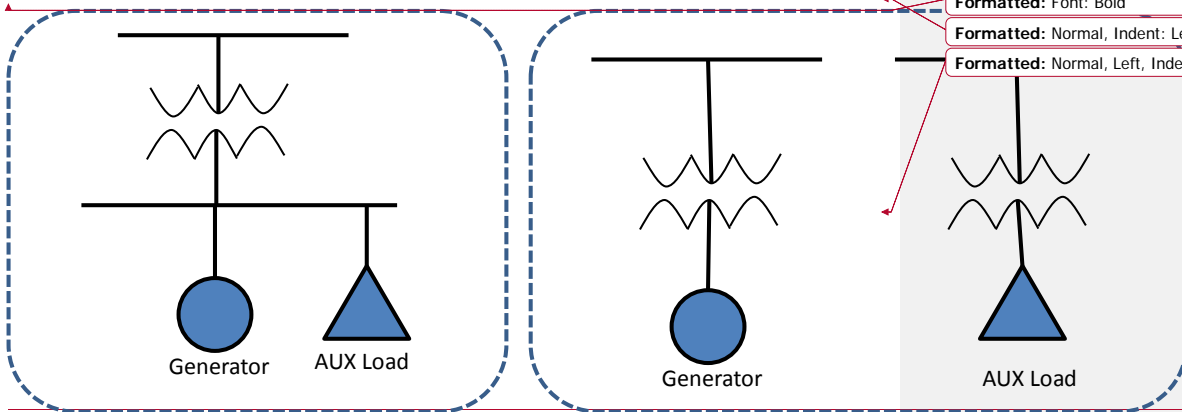 Formatted: Font: Bold
Formatted: Normal, Indent: Le
Formatted: Normal, Left, Inde
Generator
AUX Load
Generator
AUX Load